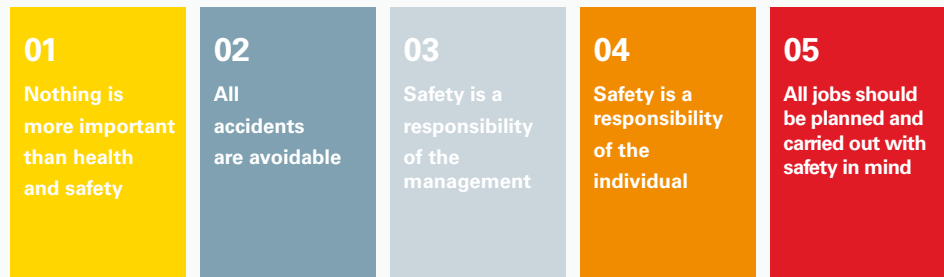 01
Nothing is
more important
than health
and safety
02
All
accidents
are avoidable
03
Safety is a
responsibility
of the
management
04
Safety is a
responsibility
of the
individual
05
All jobs should
be planned and
carried out with
safety in mind